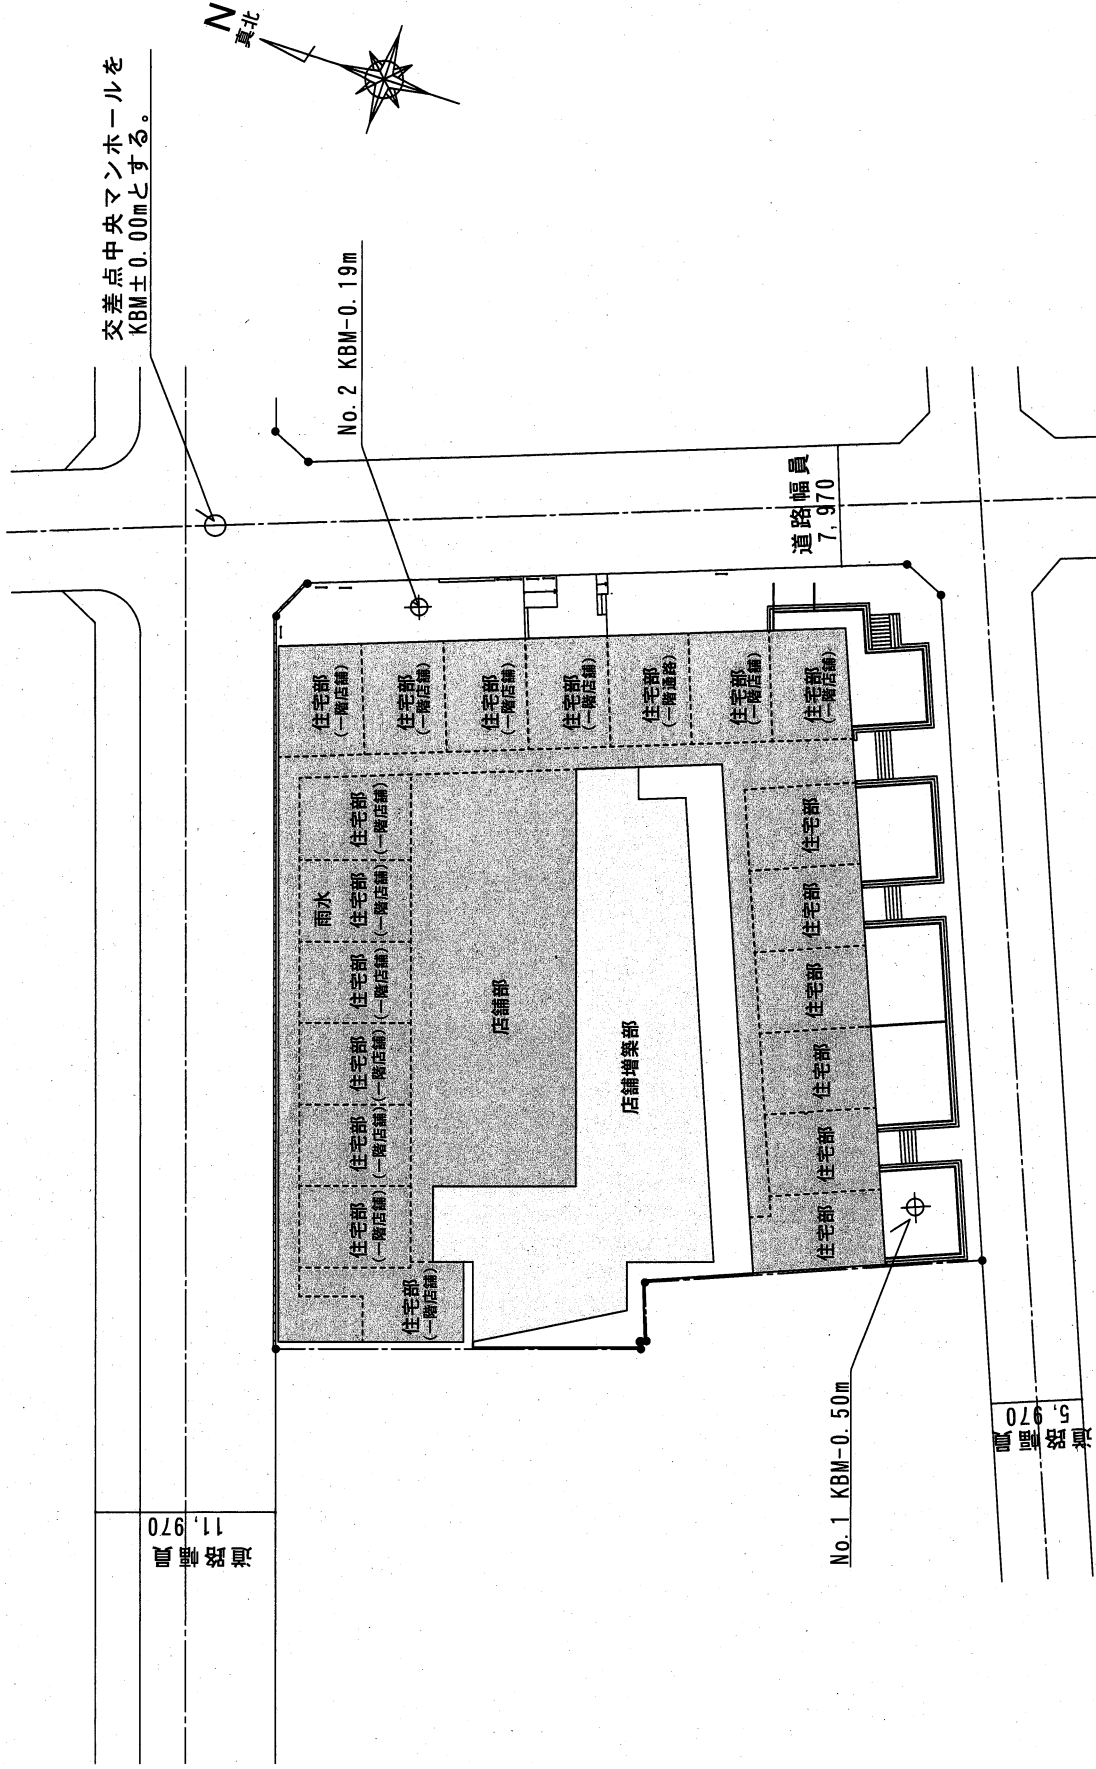 N
真北
交差点中央マンホールを
KBM±0.00mとする。
No.2 KBM-0.19m
道路幅員
7,970
住宅部
(一階店舗)
住宅部
(一階店舗)
住宅部
(一階店舗)
住宅部
(一階店舗)
住宅部
(一階通路)
住宅部
(一階店舗)
住宅部
(一階店舗)
住宅部
(一階店舗)
雨水
住宅部
(一階店舗)
住宅部
(一階店舗)
住宅部
(一階店舗)
住宅部
(一階店舗)
住宅部
(一階店舗)
住宅部
(一階店舗)
店舗部
店舗増築部
住宅部
住宅部
住宅部
住宅部
住宅部
住宅部
No.1 KBM-0.50m
道路幅員
11,970
道路幅員
5,970